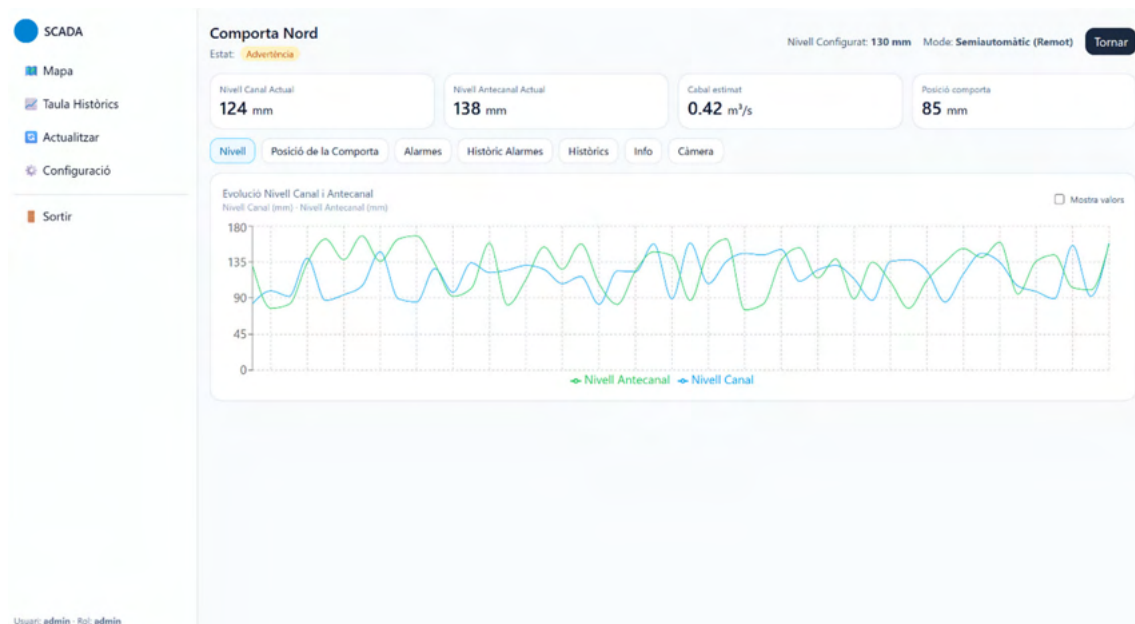 SCADA
Mapa
Taula Històrics
Actualitzar
Configuració
Sortir
Usuari: admin · Rol: admin
Comporta Nord
Estat: Advertència
Nivell Configurat: 130 mm Mode: Semiautomàtic (Remot) Tornar
Nivell Canal Actual
124 mm
Nivell Antecanal Actual
138 mm
Cabal estimat
0.42 m³/s
Posició comporta
85 mm
Nivell Posició de la Comporta Alarmes Històric Alarmes Històrics Info Càmera
Evolució Nivell Canal i Antecanal
Nivell Canal (mm) · Nivell Antecanal (mm)
Mostra valors
180
135
90
45
0
Nivell Antecanal Nivell Canal